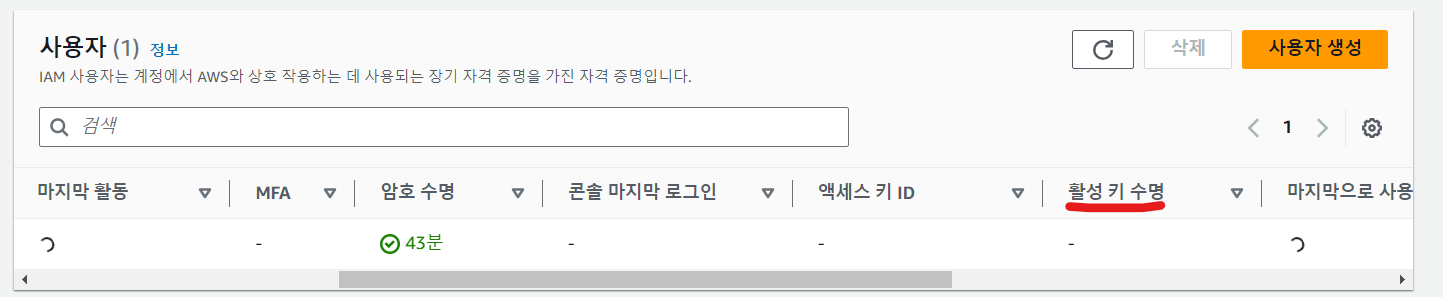 사용자 (1) 정보
삭제
사용자 생성
IAM 사용자는 계정에서 AWS와 상호 작용하는 데 사용되는 장기 자격 증명을 가진 자격 증명입니다.
검색
1
마지막 활동 MFA 암호 수명 콘솔 마지막 로그인 액세스 키 ID 활성 키 수명 마지막으로 사용
- 43분 - - -